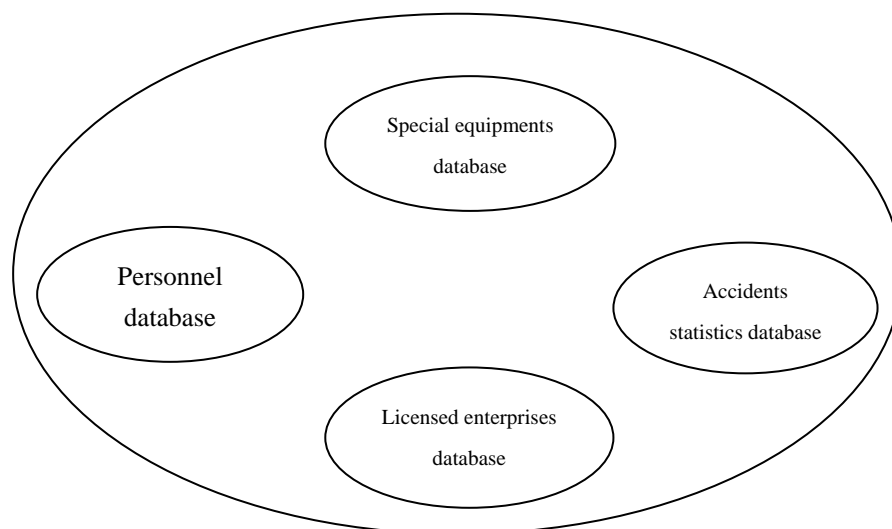 Special equipments
database
Personnel
database
Accidents
statistics database
Licensed enterprises
database